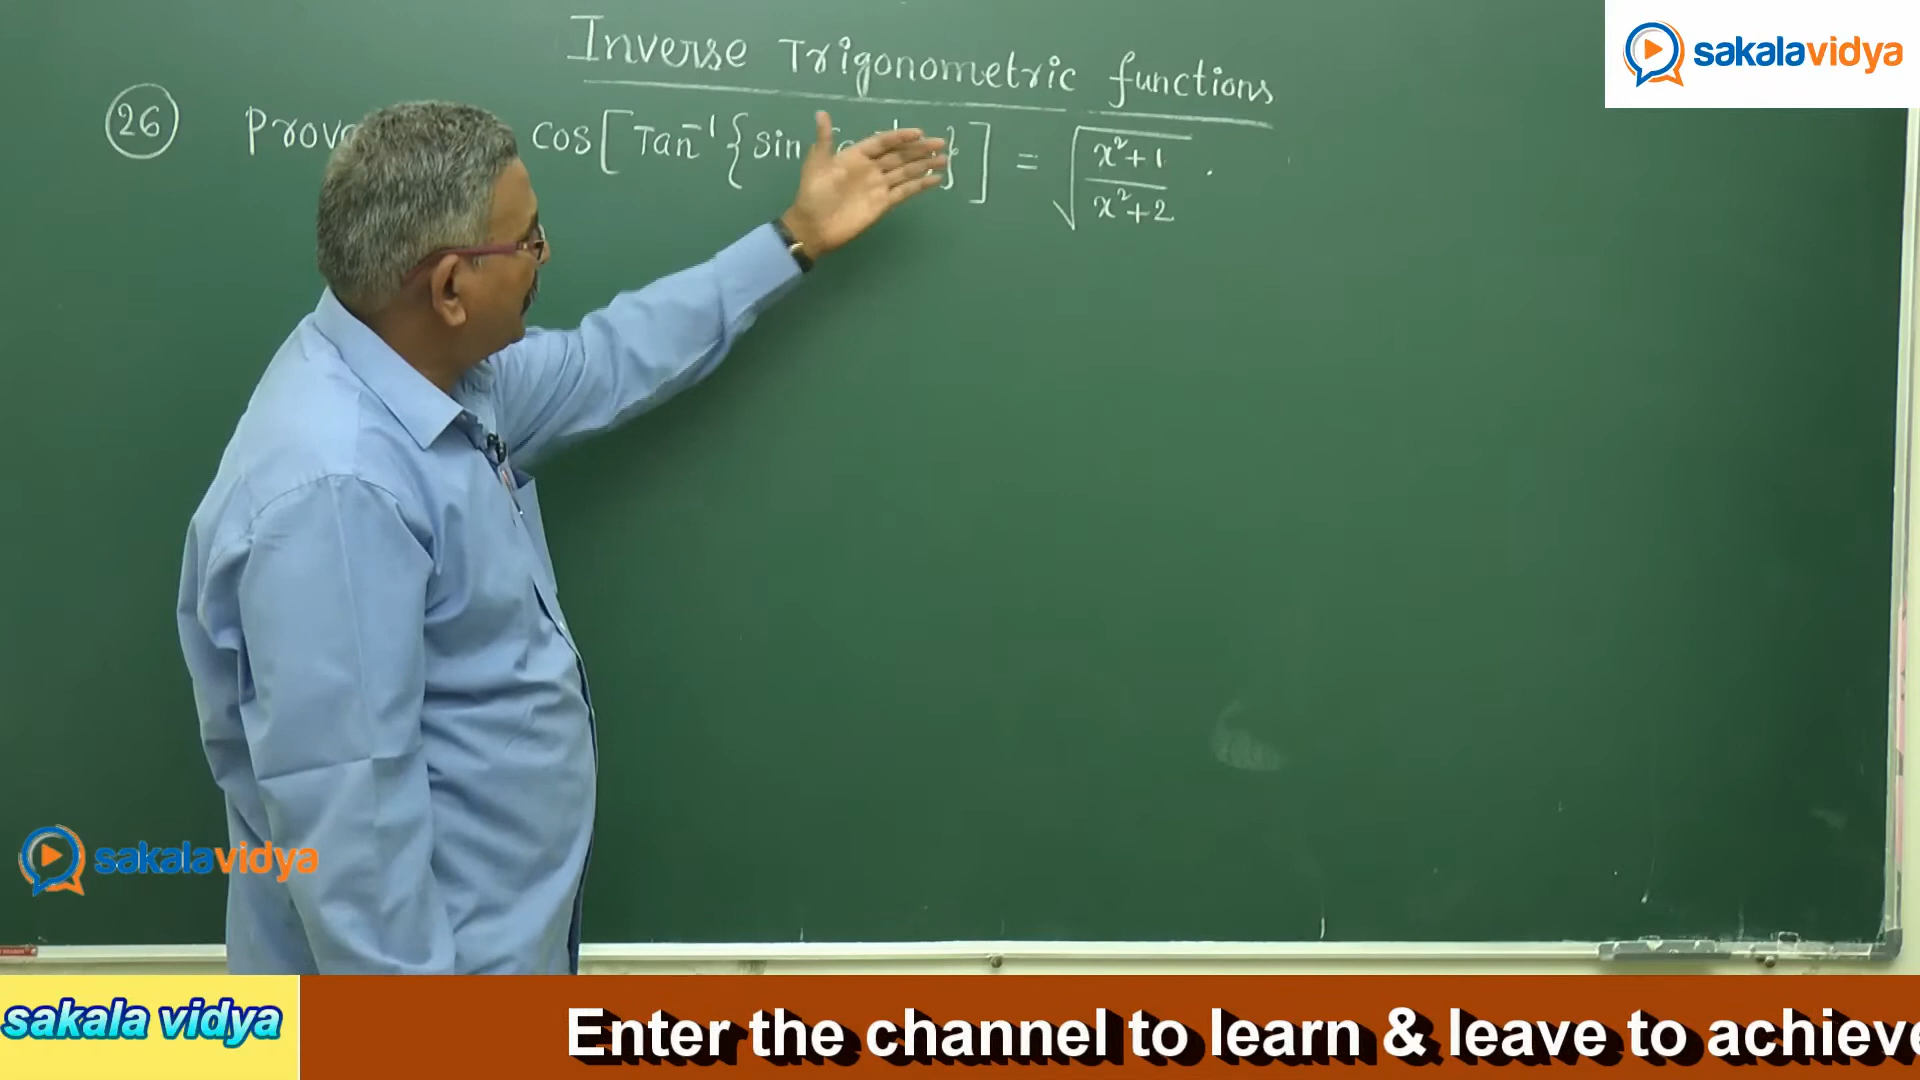 Inverse Trigonometric functions
sakalavidya
26 Prov cos[Tan⁻¹{sin }] = √(x²+1 / x²+2) .
sakalavidya
sakala vidya
Enter the channel to learn & leave to achieve